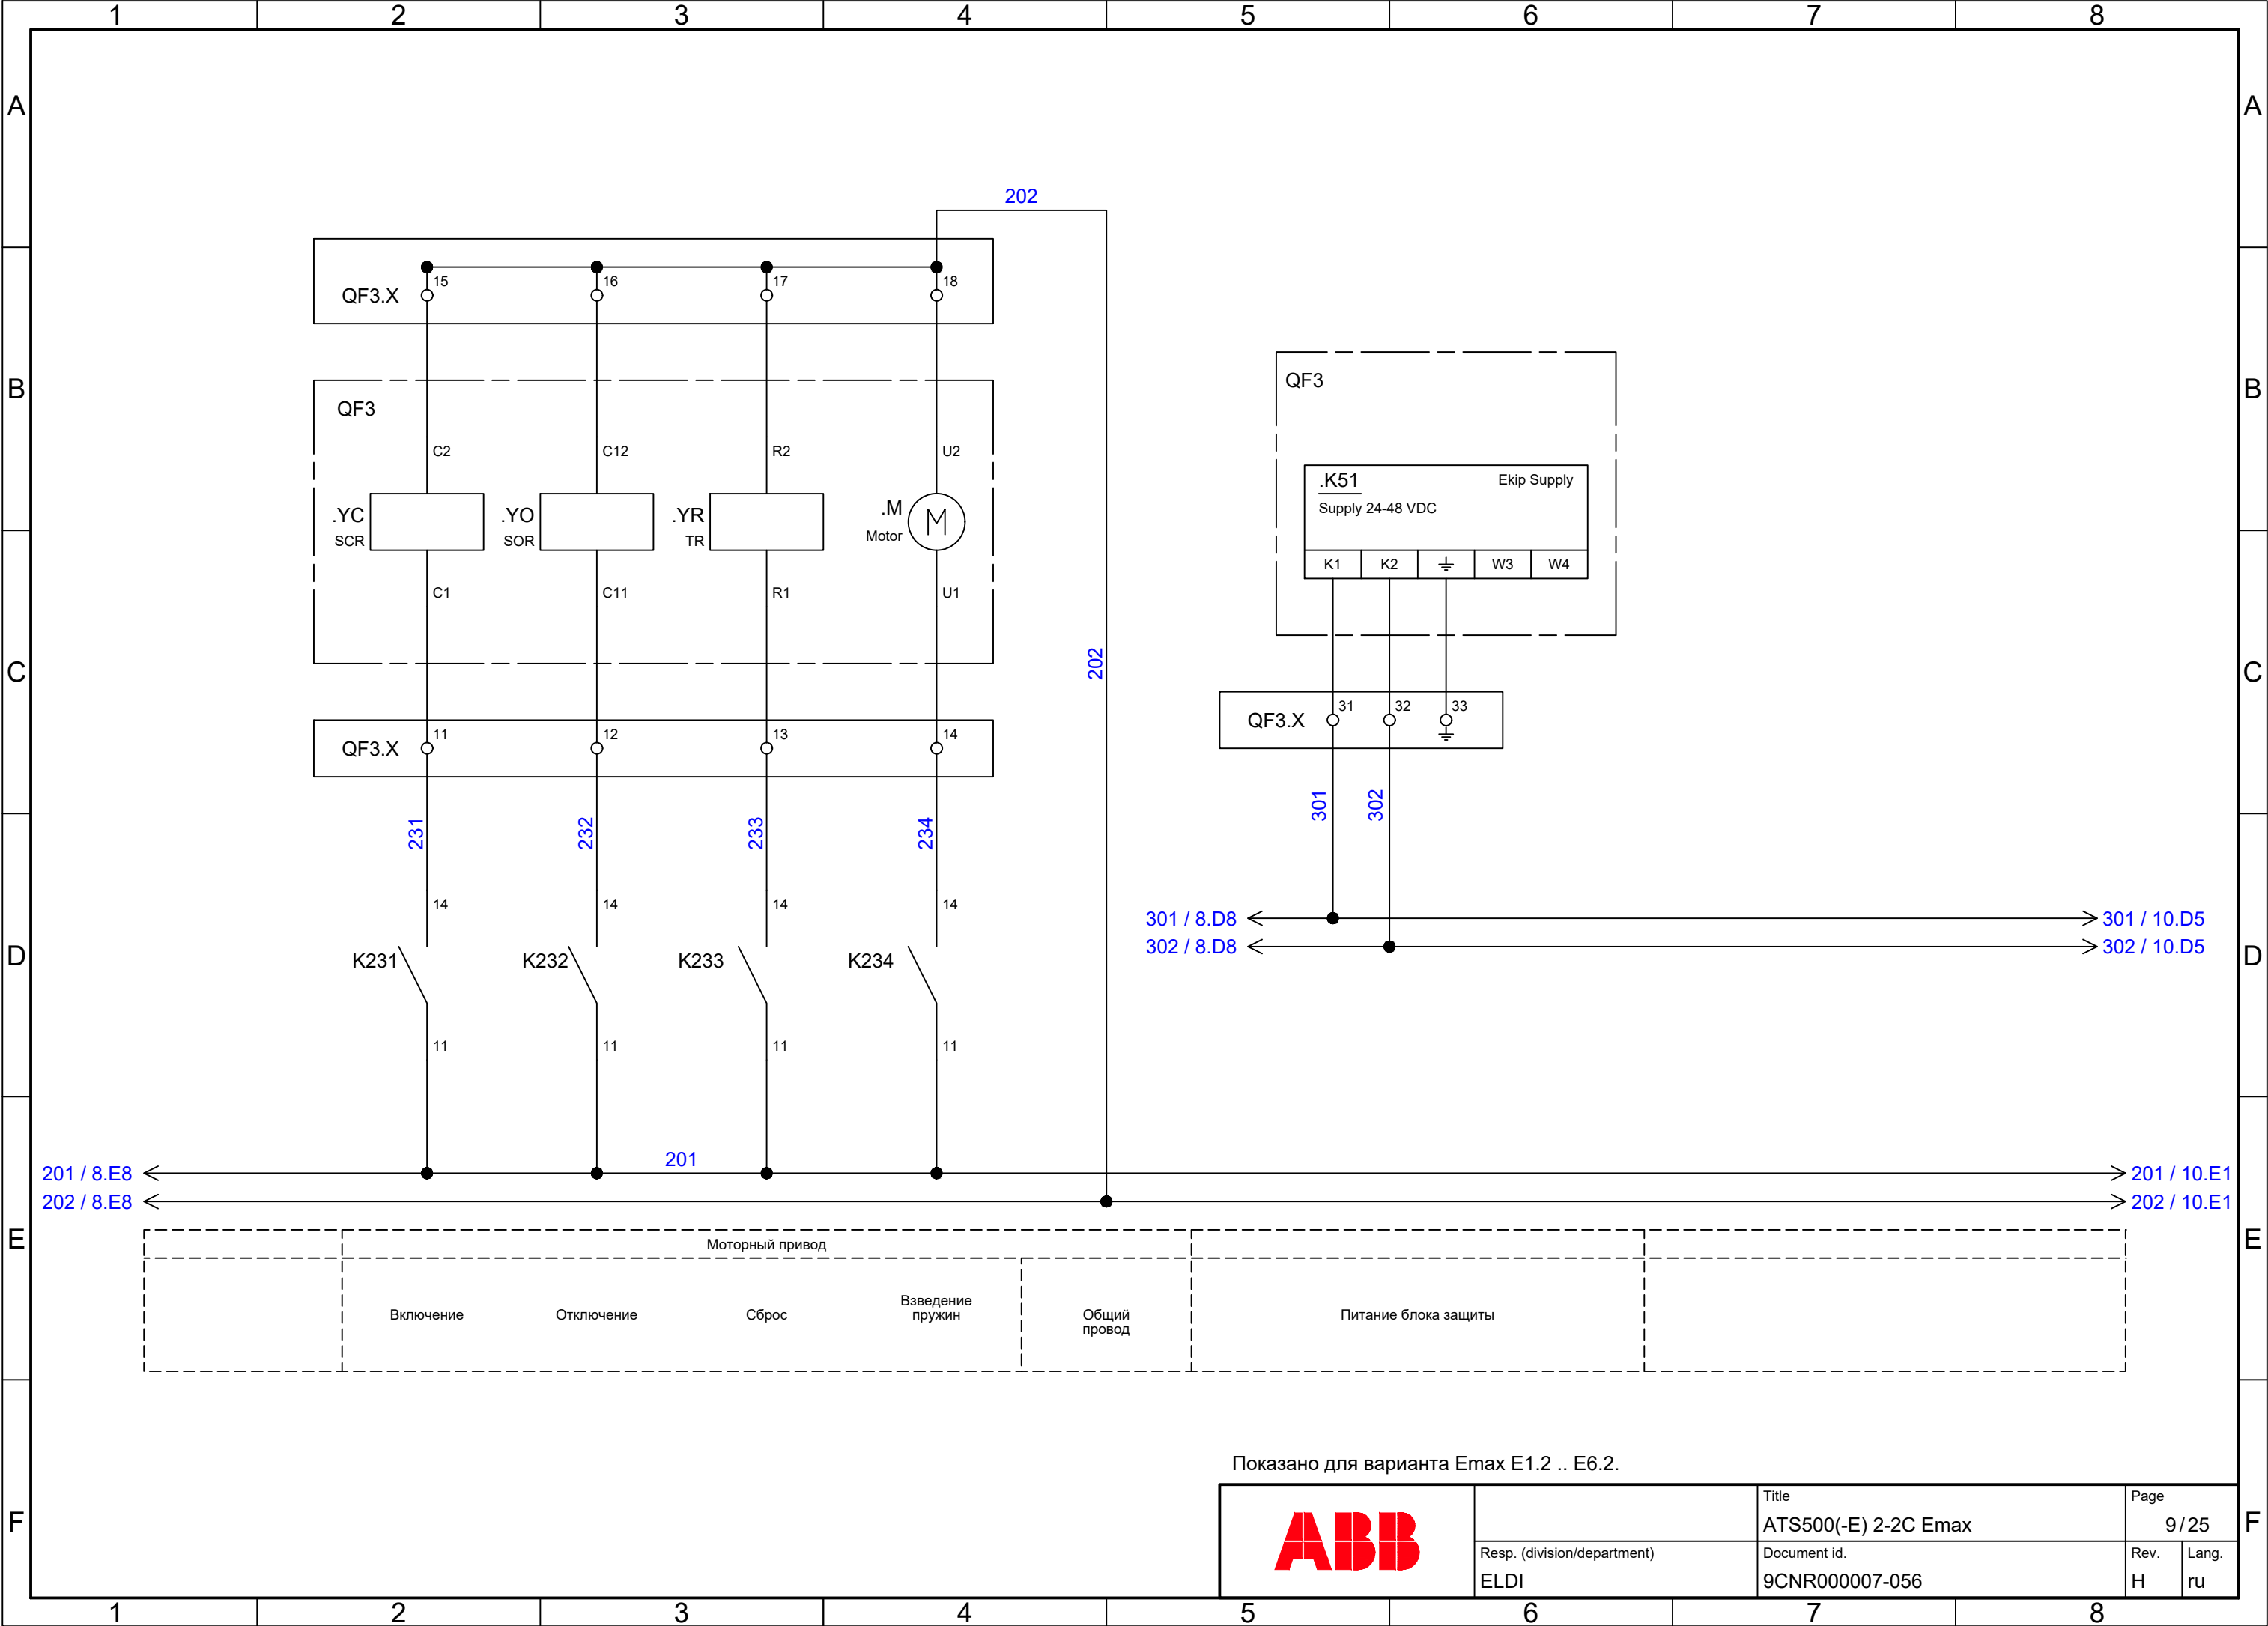 1 2 3 4 5 6 7 8
A A
202
15 16 17 18
QF3.X
B B
QF3
QF3
C2 C12 R2 U2
.K51 Ekip Supply
Supply 24-48 VDC
.YC .YO .YR .M M
SCR SOR TR Motor
K1 K2 W3 W4
C1 C11 R1 U1
202
C C
31 32 33
QF3.X
11 12 13 14
QF3.X
301 302
231 232 233 234
14 14 14 14
301 / 8.D8 301 / 10.D5
302 / 8.D8 302 / 10.D5
D D
K231 K232 K233 K234
11 11 11 11
201
201 / 8.E8 201 / 10.E1
202 / 8.E8 202 / 10.E1
E E
Моторный привод
Включение Отключение Сброс Взведение
пружин Общий
провод Питание блока защиты
Показано для варианта Emax E1.2 .. E6.2.
F F
ABB
Title
ATS500(-E) 2-2C Emax
Page
9/25
Resp. (division/department)
ELDI
Document id.
9CNR000007-056
Rev.
H
Lang.
ru
1 2 3 4 5 6 7 8